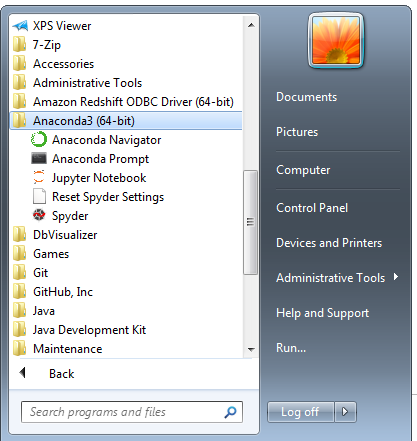 XPS Viewer
7-Zip
Accessories
Administrative Tools
Amazon Redshift ODBC Driver (64-bit)
Anaconda3 (64-bit)
Anaconda Navigator
Anaconda Prompt
Jupyter Notebook
Reset Spyder Settings
Spyder
DbVisualizer
Games
Git
GitHub, Inc
Java
Java Development Kit
Maintenance
Back
Search programs and files
Documents
Pictures
Computer
Control Panel
Devices and Printers
Administrative Tools
Help and Support
Run...
Log off